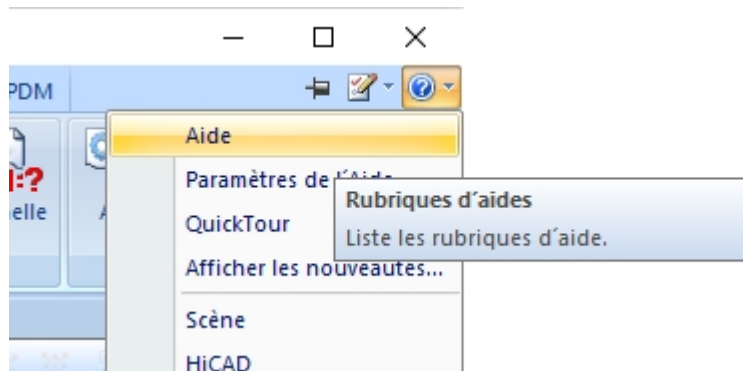 PDM
:?
elle
Aide
Paramètres de l´Aide...
Rubriques d´aides
QuickTour
Liste les rubriques d´aide.
Afficher les nouveautés...
Scène
HiCAD